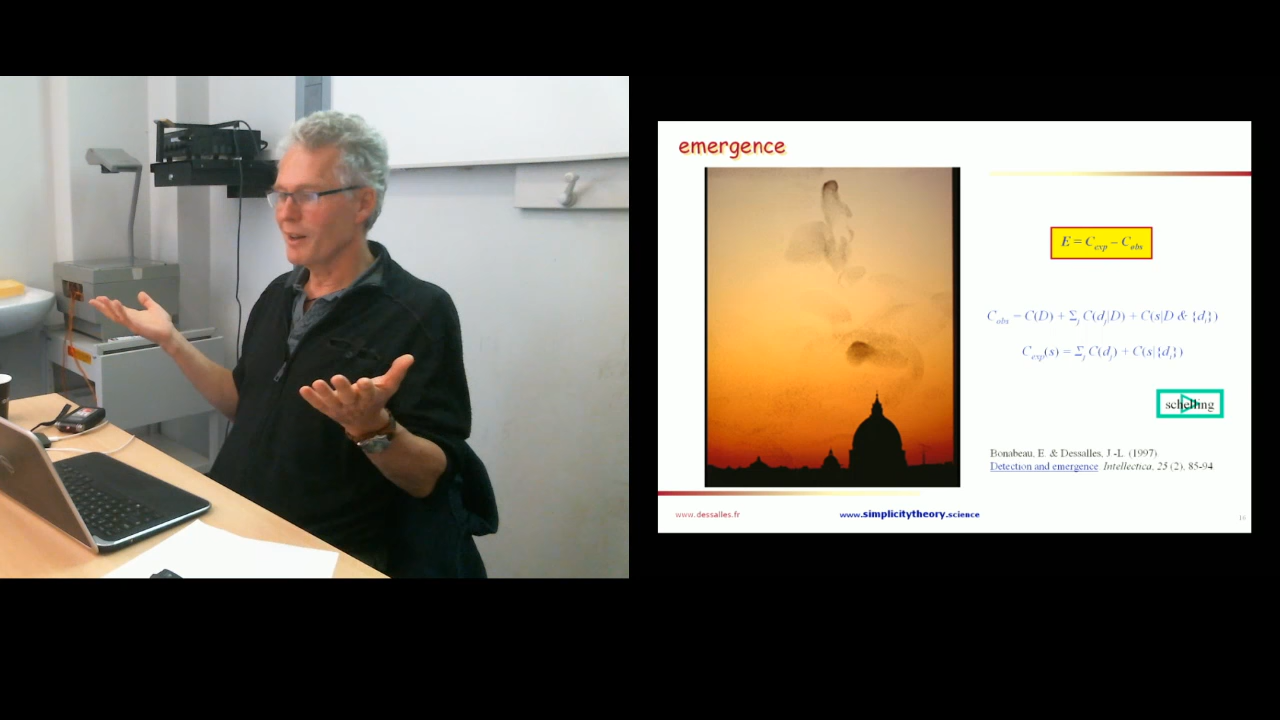 emergence
E = C_exp – C_obs
C_obs = C(D) + Σ_j C(d_j|D) + C(s|D & {d_i})
C_exp(s) = Σ_j C(d_j) + C(s|{d_i})
schelling
Bonabeau, E. & Dessalles, J.-L. (1997)
Detection and emergence. Intellectica, 25 (2), 85-94
www.dessalles.fr
www.simplicitytheory.science
16